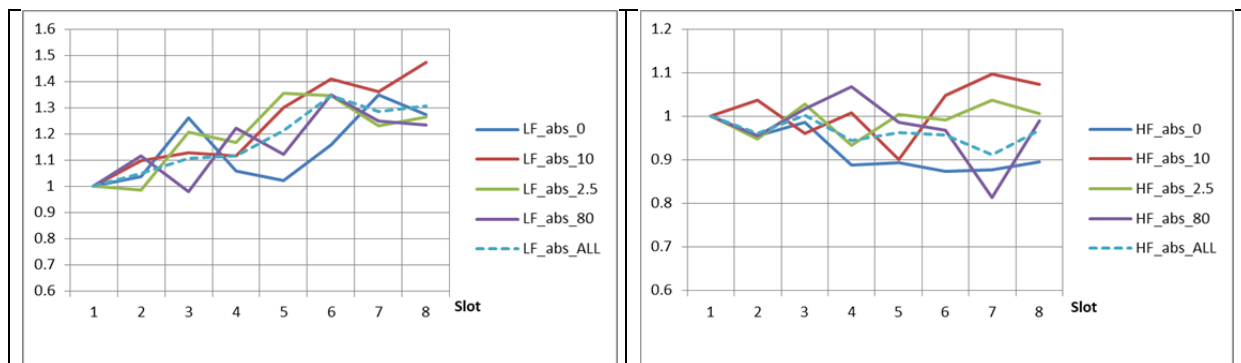 1.6
1.5
1.4
1.3
1.2
1.1
1
0.9
0.8
0.7
0.6
1 2 3 4 5 6 7 8 Slot
LF_abs_0
LF_abs_10
LF_abs_2.5
LF_abs_80
LF_abs_ALL
1.2
1.1
1
0.9
0.8
0.7
0.6
1 2 3 4 5 6 7 8 Slot
HF_abs_0
HF_abs_10
HF_abs_2.5
HF_abs_80
HF_abs_ALL